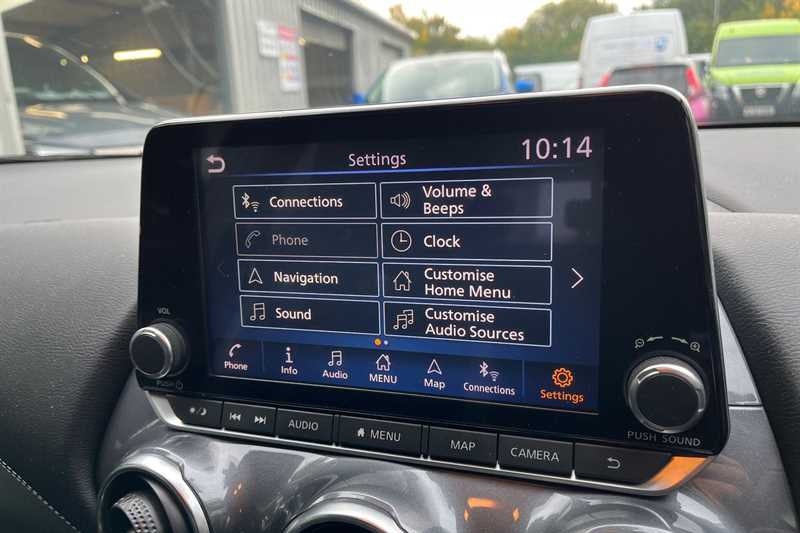 Settings
10:14
Connections
Volume &
Beeps
Phone
Clock
Navigation
Customise
Home Menu
Sound
Customise
Audio Sources
Phone
Info
Audio
MENU
Map
Connections
Settings
VOL
PUSH
PUSH SOUND
AUDIO
MENU
MAP
CAMERA